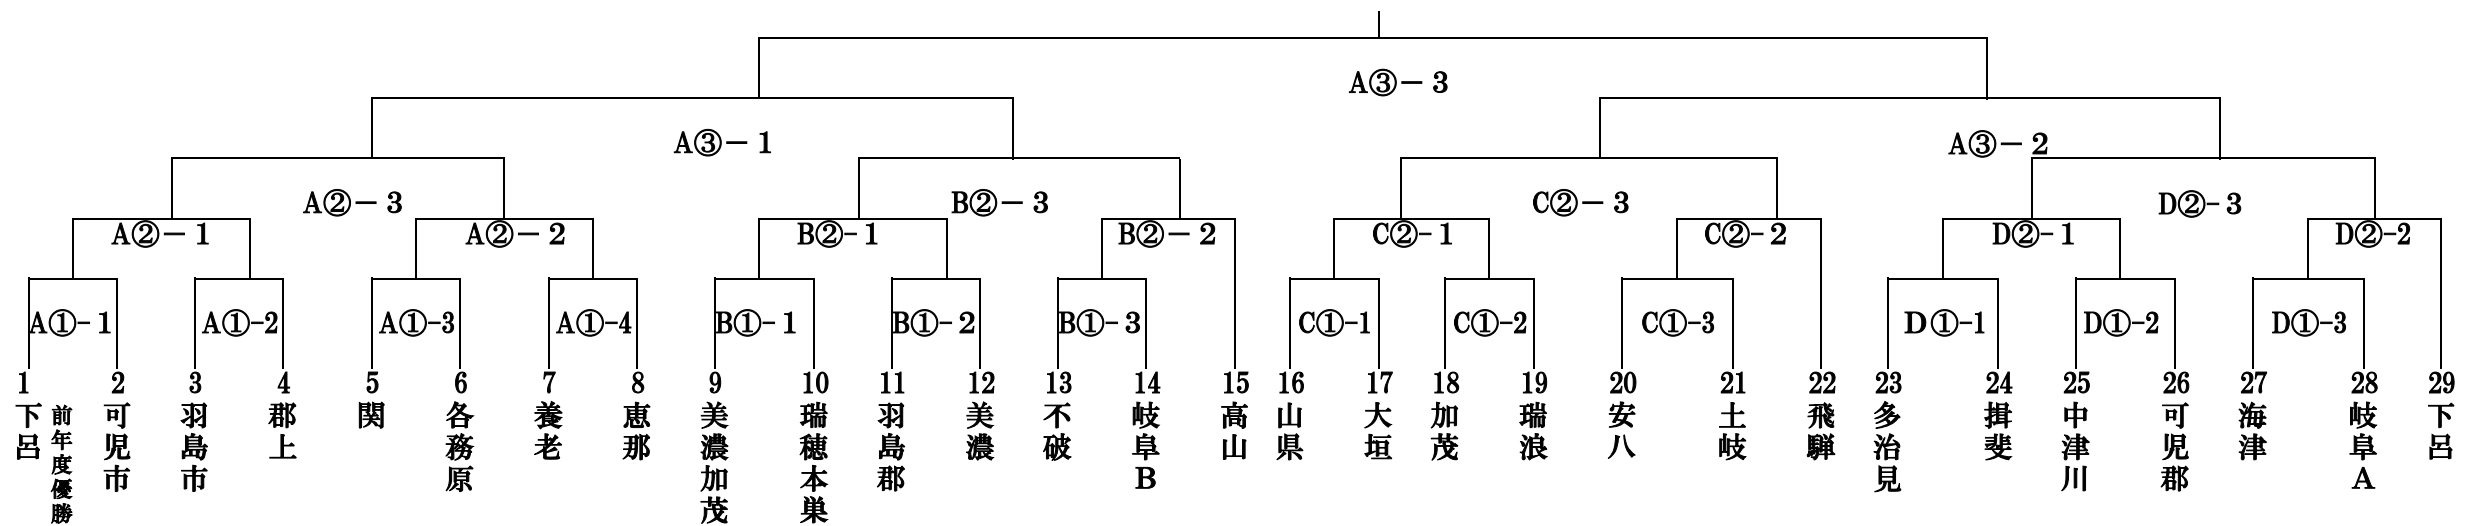 A③－３
A③－１
A③－２
A②－３
B②－３
C②－３
D②-３
A②－１
A②－２
B②-１
B②－２
C②-１
C②-２
D②-１
D②-2
A①-１
A①-2
A①-3
A①-4
B①-１
B①-２
B①-３
C①-1
C①-2
C①-3
Ｄ①-1
D①-2
D①-3
1
下呂
前年度優勝
2
可児市
3
羽島市
4
郡上
5
関
6
各務原
7
養老
8
恵那
9
美濃加茂
10
瑞穂本巣
11
羽島郡
12
美濃
13
不破
14
岐阜Ｂ
15
高山
16
山県
17
大垣
18
加茂
19
瑞浪
20
安八
21
土岐
22
飛騨
23
多治見
24
揖斐
25
中津川
26
可児郡
27
海津
28
岐阜Ａ
29
下呂